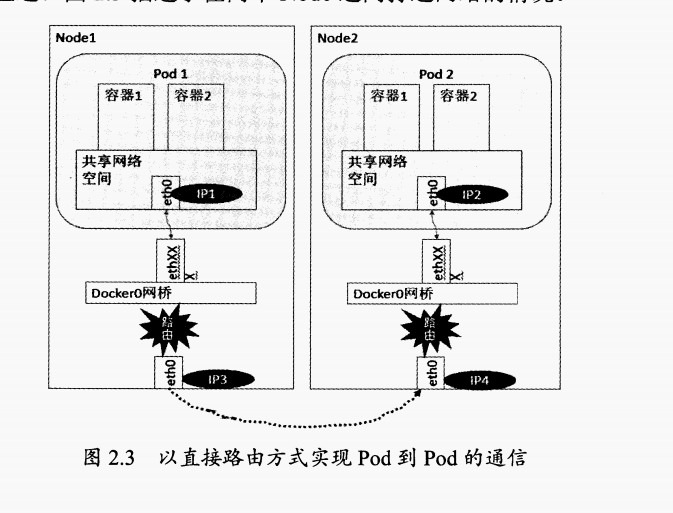 Node1
Node2
Pod 1
Pod 2
容器1
容器2
容器1
容器2
共享网络
空间
共享网络
空间
eth0
IP1
eth0
IP2
ethXX
X
ethXX
X
Docker0网桥
Docker0网桥
路由
路由
eth0
IP3
eth0
IP4
图 2.3 以直接路由方式实现 Pod 到 Pod 的通信